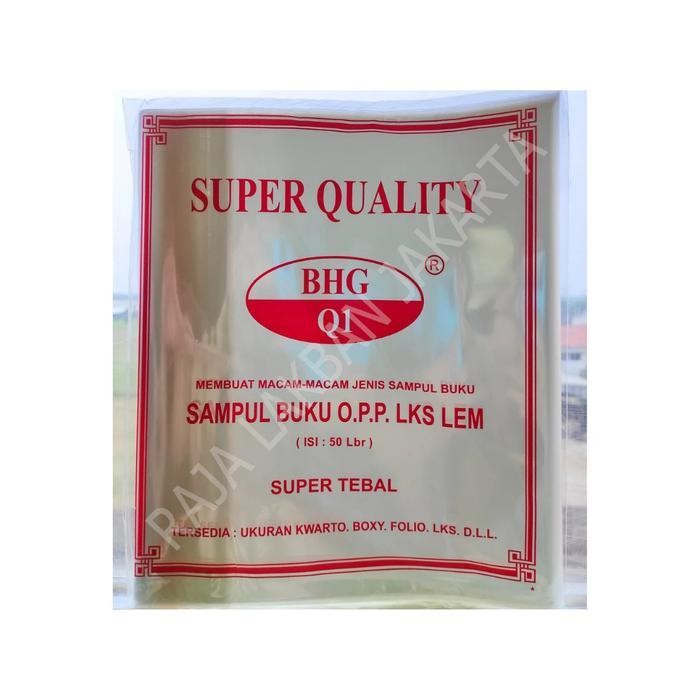 SUPER QUALITY
BHG
®
Q1
MEMBUAT MACAM-MACAM JENIS SAMPUL BUKU
SAMPUL BUKU O.P.P. LKS LEM
( ISI : 50 Lbr )
SUPER TEBAL
TERSEDIA : UKURAN KWARTO. BOXY. FOLIO. LKS. D.L.L.
RAJA LAKBAN JAKARTA